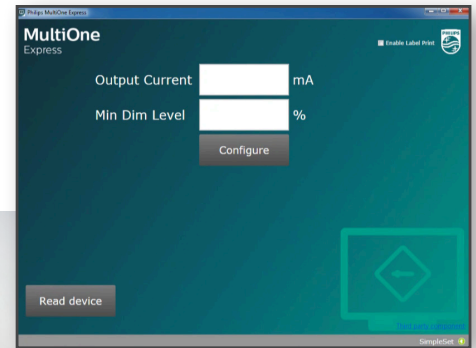 Philips MultiOne Express
MultiOne
Express
Enable Label Print
PHILIPS
Output Current mA
Min Dim Level %
Configure
Read device
SimpleSet